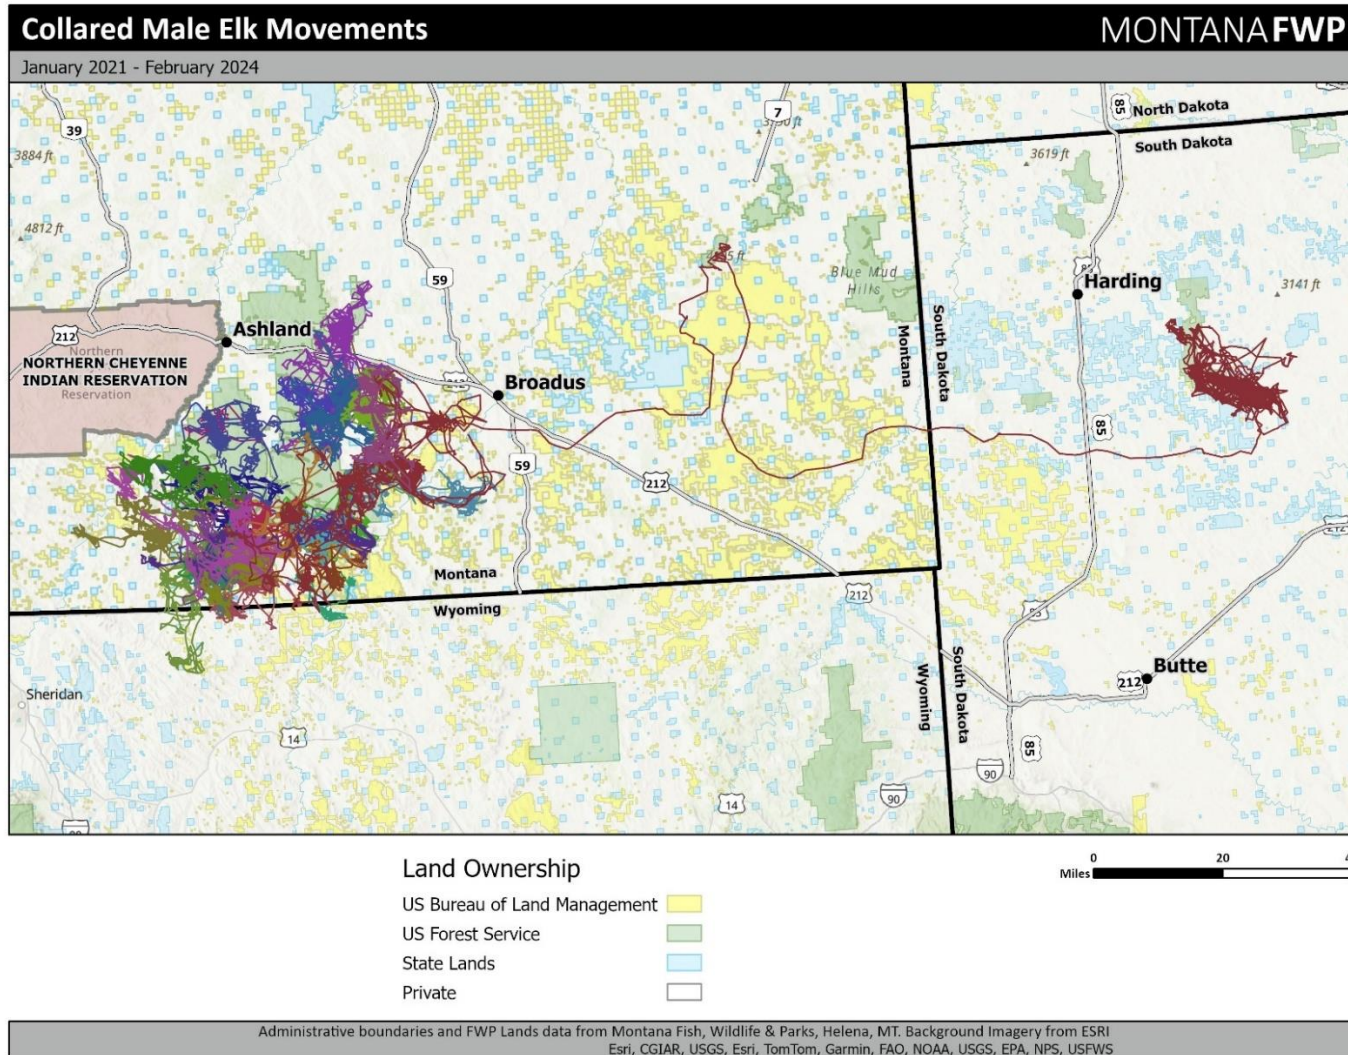 Collared Male Elk Movements
MONTANA FWP
January 2021 - February 2024
39
7
85
North Dakota
South Dakota
3884 ft
3619 ft
4812 ft
59
Blue Mud
Hills
Harding
3141 ft
212
Ashland
Northern
NORTHERN CHEYENNE
INDIAN RESERVATION
Reservation
South Dakota
Montana
212
Broadus
59
85
212
212
Montana
Wyoming
212
85
Wyoming
South Dakota
Butte
212
Sheridan
14
85
90
14
90
Land Ownership
US Bureau of Land Management
US Forest Service
State Lands
Private
0
20
Miles
Administrative boundaries and FWP Lands data from Montana Fish, Wildlife & Parks, Helena, MT. Background Imagery from ESRI
Esri, CGIAR, USGS, Esri, TomTom, Garmin, FAO, NOAA, USGS, EPA, NPS, USFWS